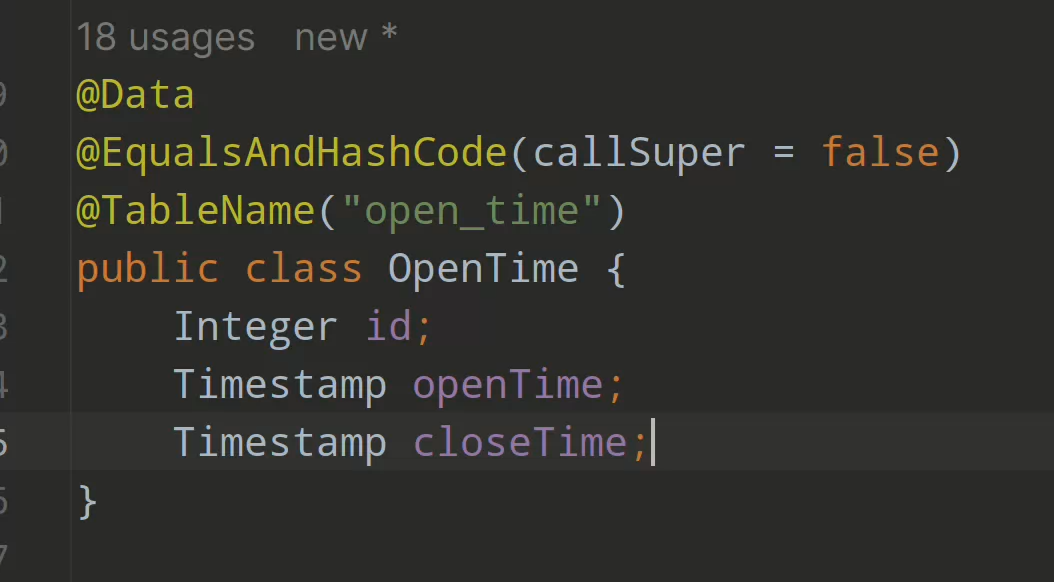 18 usages new *
@Data
@EqualsAndHashCode(callSuper = false)
@TableName("open_time")
public class OpenTime {
    Integer id;
    Timestamp openTime;
    Timestamp closeTime;
}